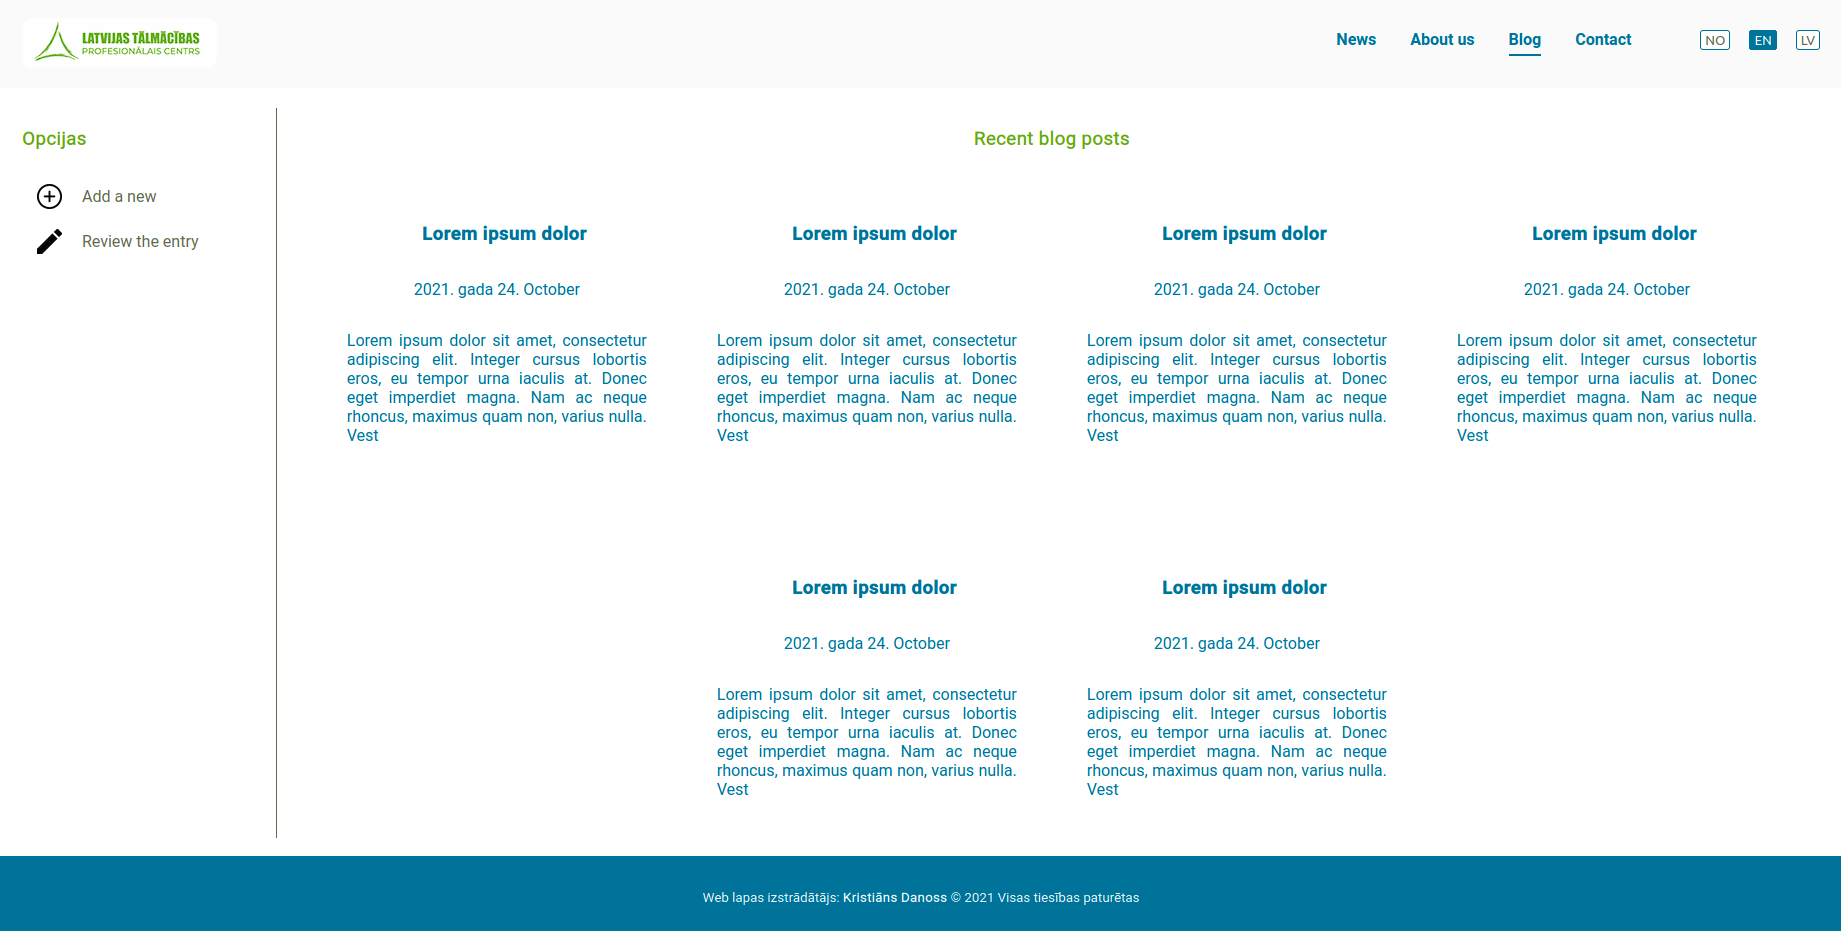 LATVIJAS TĀLMĀCĪBAS
PROFESIONĀLAIS CENTRS
News
About us
Blog
Contact
NO
EN
LV
Opcijas
Add a new
Review the entry
Recent blog posts
Lorem ipsum dolor
2021. gada 24. October
Lorem ipsum dolor sit amet, consectetur
adipiscing elit. Integer cursus lobortis
eros, eu tempor urna iaculis at. Donec
eget imperdiet magna. Nam ac neque
rhoncus, maximus quam non, varius nulla.
Vest
Lorem ipsum dolor
2021. gada 24. October
Lorem ipsum dolor sit amet, consectetur
adipiscing elit. Integer cursus lobortis
eros, eu tempor urna iaculis at. Donec
eget imperdiet magna. Nam ac neque
rhoncus, maximus quam non, varius nulla.
Vest
Lorem ipsum dolor
2021. gada 24. October
Lorem ipsum dolor sit amet, consectetur
adipiscing elit. Integer cursus lobortis
eros, eu tempor urna iaculis at. Donec
eget imperdiet magna. Nam ac neque
rhoncus, maximus quam non, varius nulla.
Vest
Lorem ipsum dolor
2021. gada 24. October
Lorem ipsum dolor sit amet, consectetur
adipiscing elit. Integer cursus lobortis
eros, eu tempor urna iaculis at. Donec
eget imperdiet magna. Nam ac neque
rhoncus, maximus quam non, varius nulla.
Vest
Lorem ipsum dolor
2021. gada 24. October
Lorem ipsum dolor sit amet, consectetur
adipiscing elit. Integer cursus lobortis
eros, eu tempor urna iaculis at. Donec
eget imperdiet magna. Nam ac neque
rhoncus, maximus quam non, varius nulla.
Vest
Lorem ipsum dolor
2021. gada 24. October
Lorem ipsum dolor sit amet, consectetur
adipiscing elit. Integer cursus lobortis
eros, eu tempor urna iaculis at. Donec
eget imperdiet magna. Nam ac neque
rhoncus, maximus quam non, varius nulla.
Vest
Web lapas izstrādātājs: Kristiāns Danoss © 2021 Visas tiesības paturētas